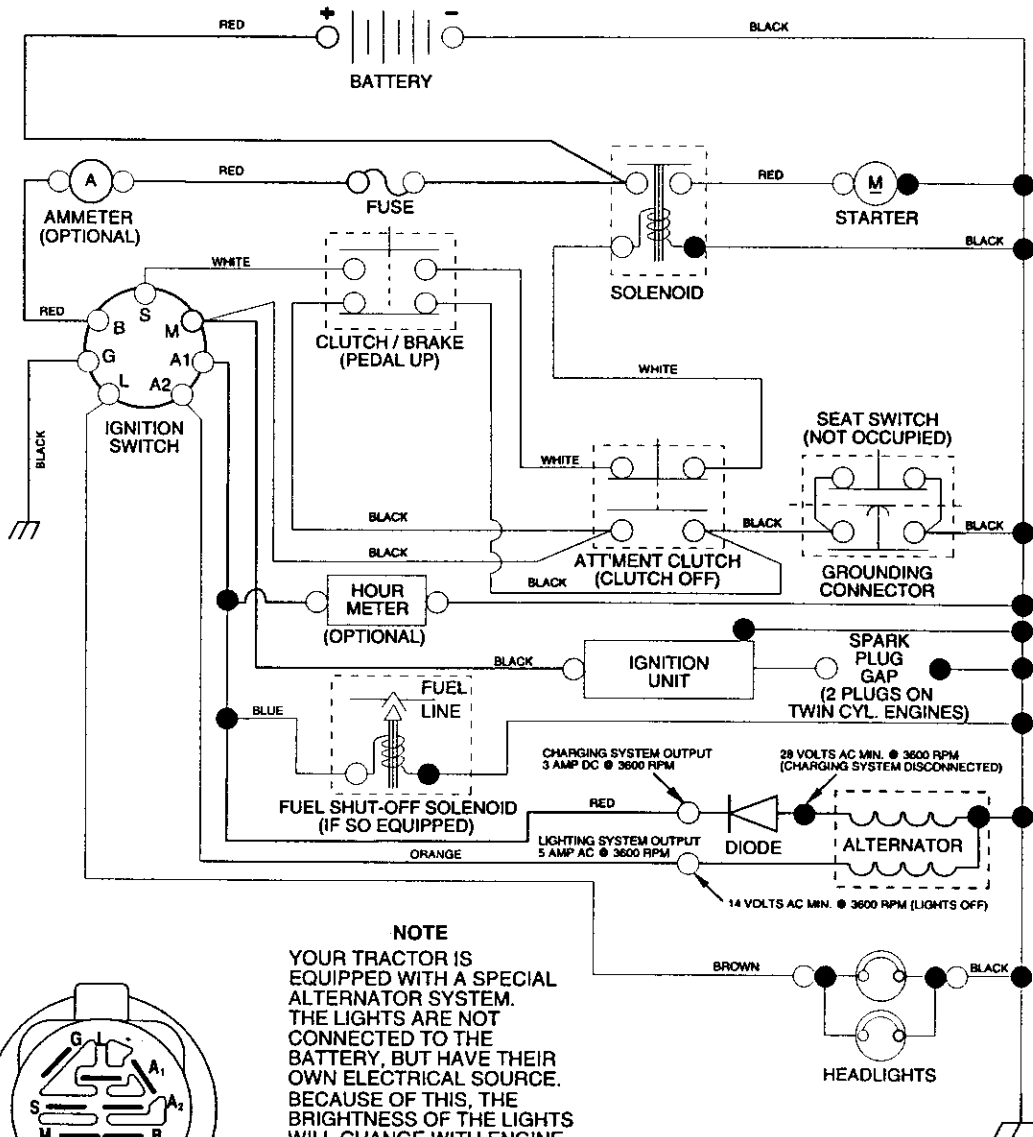 +
-
RED
BLACK
BATTERY
A
RED
AMMETER
(OPTIONAL)
FUSE
RED
M
STARTER
BLACK
SOLENOID
WHITE
RED
S
B
M
G
A1
L
A2
IGNITION
SWITCH
CLUTCH / BRAKE
(PEDAL UP)
BLACK
WHITE
SEAT SWITCH
(NOT OCCUPIED)
WHITE
BLACK
BLACK
BLACK
BLACK
ATT'MENT CLUTCH
(CLUTCH OFF)
BLACK
GROUNDING
CONNECTOR
HOUR
METER
(OPTIONAL)
BLACK
IGNITION
UNIT
SPARK
PLUG
GAP
(2 PLUGS ON
TWIN CYL. ENGINES)
FUEL
LINE
BLUE
FUEL SHUT-OFF SOLENOID
(IF SO EQUIPPED)
CHARGING SYSTEM OUTPUT
3 AMP DC @ 3600 RPM
28 VOLTS AC MIN. @ 3600 RPM
(CHARGING SYSTEM DISCONNECTED)
RED
DIODE
ALTERNATOR
LIGHTING SYSTEM OUTPUT
5 AMP AC @ 3600 RPM
ORANGE
14 VOLTS AC MIN. @ 3600 RPM (LIGHTS OFF)
NOTE
YOUR TRACTOR IS
EQUIPPED WITH A SPECIAL
ALTERNATOR SYSTEM.
THE LIGHTS ARE NOT
CONNECTED TO THE
BATTERY, BUT HAVE THEIR
OWN ELECTRICAL SOURCE.
BECAUSE OF THIS, THE
BRIGHTNESS OF THE LIGHTS
WILL CHANGE WITH ENGINE
BROWN
BLACK
HEADLIGHTS
G
L
A1
S
A2
M
B